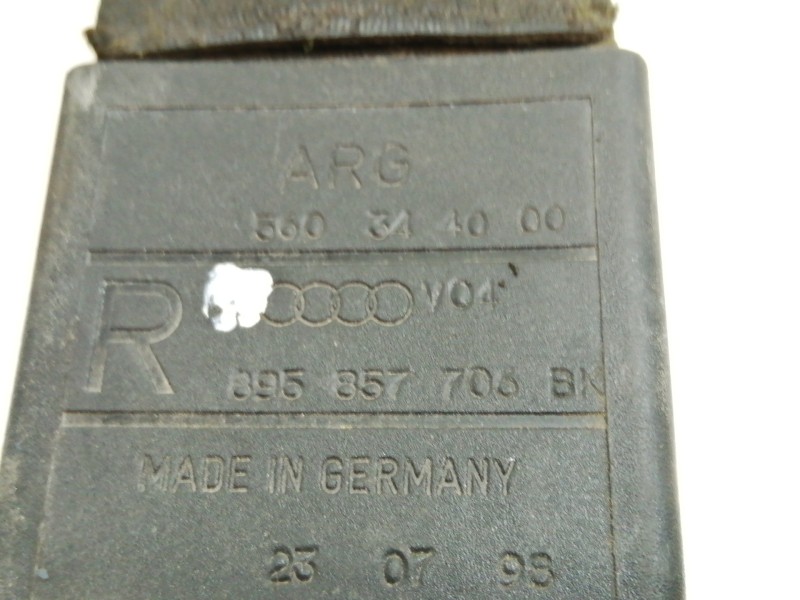 ARG
560 34 40 00
R V04
895 857 706 BK
MADE IN GERMANY
23 07 98